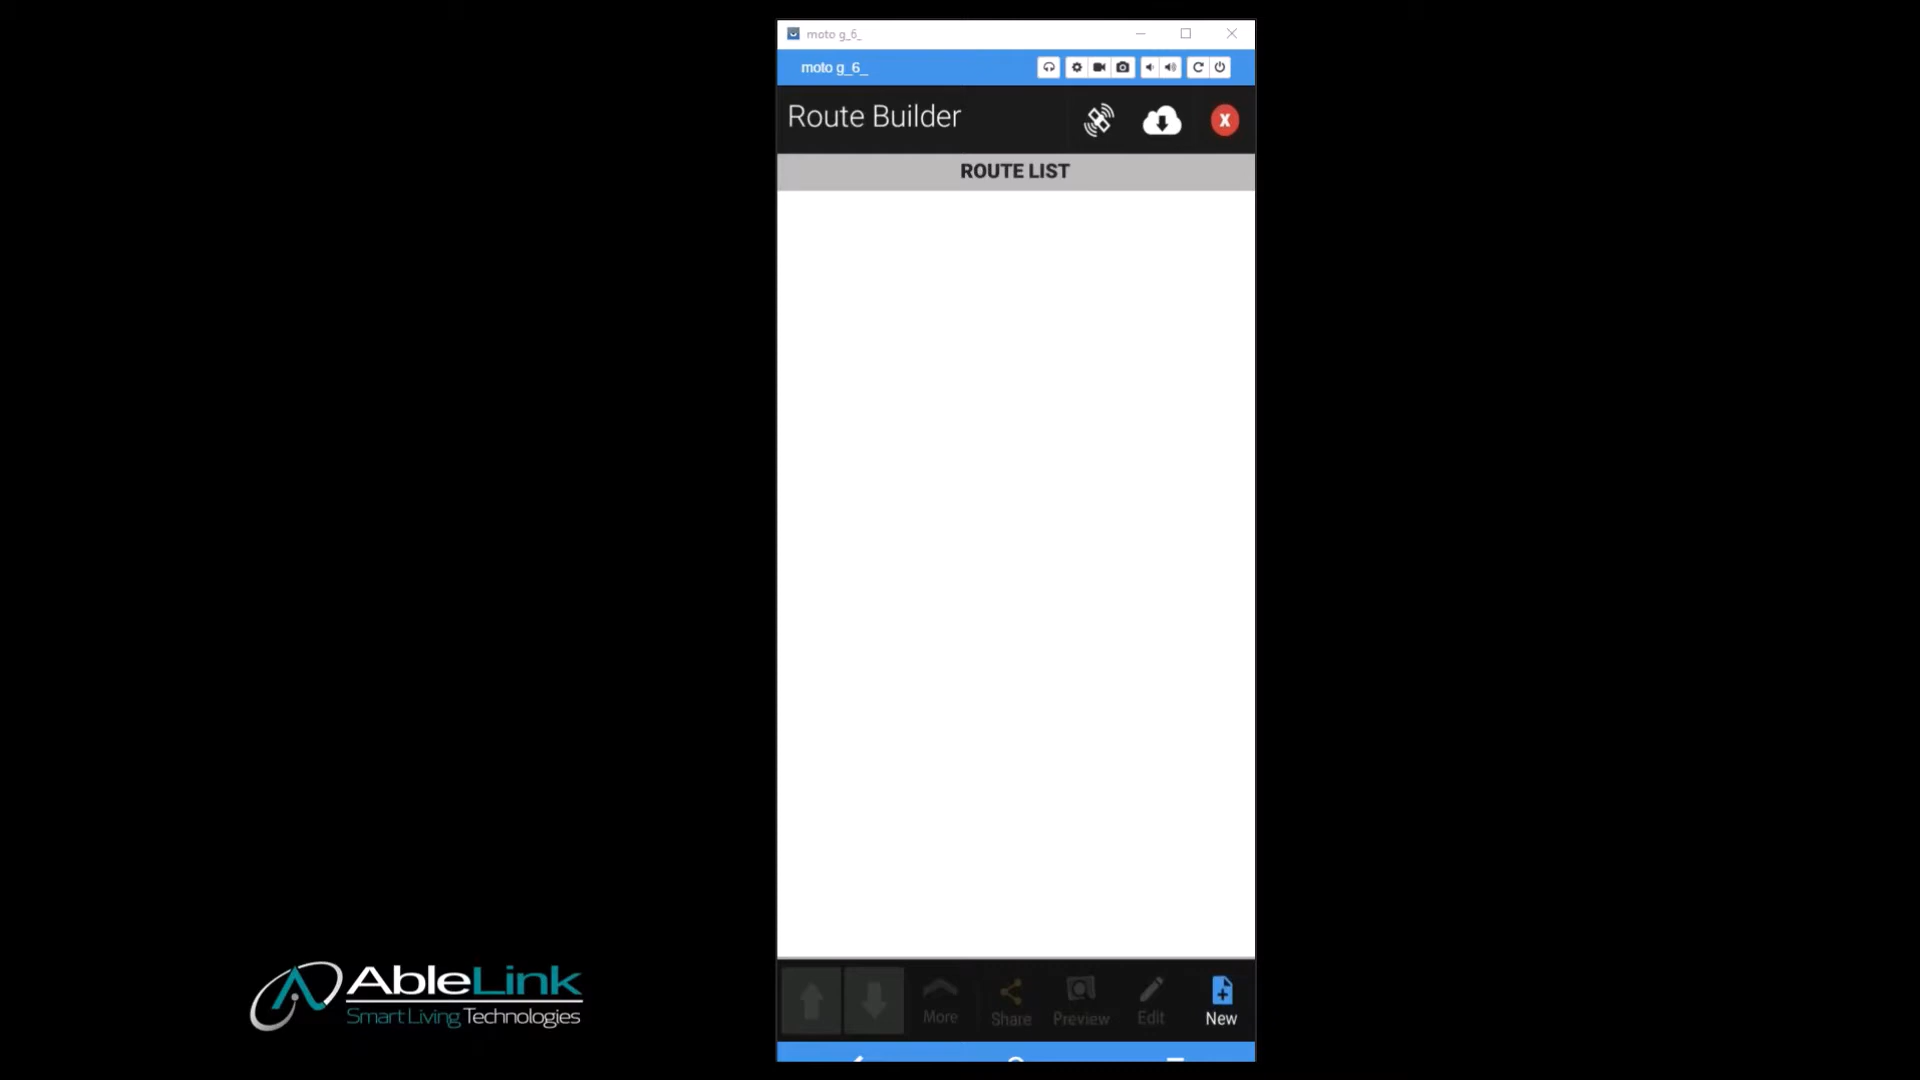 moto g_6_
moto g_6_
Route Builder
X
ROUTE LIST
More
Share
Preview
Edit
New
AbleLink
Smart Living Technologies